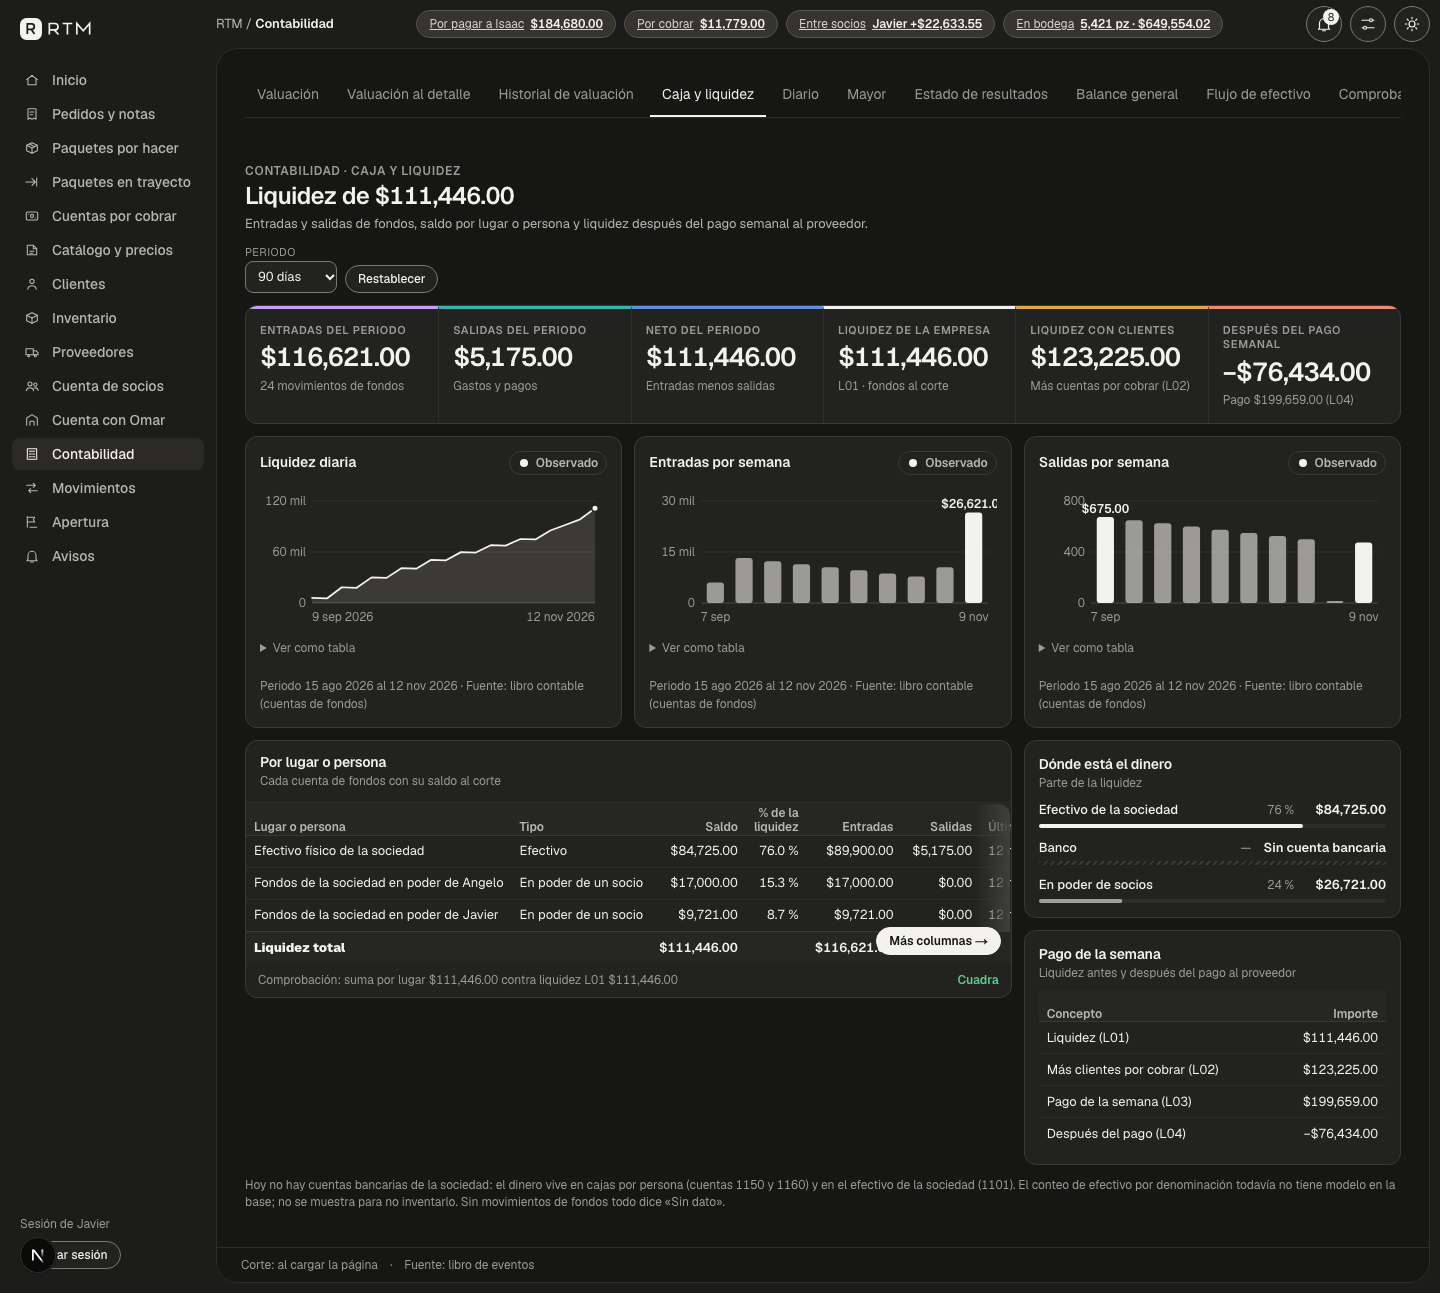 R RTM
RTM / Contabilidad
Por pagar a Isaac $184,680.00
Por cobrar $11,779.00
Entre socios Javier +$22,633.55
En bodega 5,421 pz · $649,554.02
8
Inicio
Pedidos y notas
Paquetes por hacer
Paquetes en trayecto
Cuentas por cobrar
Catálogo y precios
Clientes
Inventario
Proveedores
Cuenta de socios
Cuenta con Omar
Contabilidad
Movimientos
Apertura
Avisos
Sesión de Javier
N ar sesión
Valuación Valuación al detalle Historial de valuación Caja y liquidez Diario Mayor Estado de resultados Balance general Flujo de efectivo Comproba
CONTABILIDAD · CAJA Y LIQUIDEZ
Liquidez de $111,446.00
Entradas y salidas de fondos, saldo por lugar o persona y liquidez después del pago semanal al proveedor.
PERIODO
90 días Restablecer
ENTRADAS DEL PERIODO
$116,621.00
24 movimientos de fondos
SALIDAS DEL PERIODO
$5,175.00
Gastos y pagos
NETO DEL PERIODO
$111,446.00
Entradas menos salidas
LIQUIDEZ DE LA EMPRESA
$111,446.00
L01 · fondos al corte
LIQUIDEZ CON CLIENTES
$123,225.00
Más cuentas por cobrar (L02)
DESPUÉS DEL PAGO
SEMANAL
−$76,434.00
Pago $199,659.00 (L04)
Liquidez diaria
Observado
120 mil
60 mil
0
9 sep 2026 12 nov 2026
▶ Ver como tabla
Periodo 15 ago 2026 al 12 nov 2026 · Fuente: libro contable
(cuentas de fondos)
Entradas por semana
Observado
30 mil
$26,621.0
15 mil
0
7 sep 9 nov
▶ Ver como tabla
Periodo 15 ago 2026 al 12 nov 2026 · Fuente: libro contable
(cuentas de fondos)
Salidas por semana
Observado
800
$675.00
400
0
7 sep 9 nov
▶ Ver como tabla
Periodo 15 ago 2026 al 12 nov 2026 · Fuente: libro contable
(cuentas de fondos)
Por lugar o persona
Cada cuenta de fondos con su saldo al corte
Lugar o persona Tipo Saldo % de la liquidez Entradas Salidas Últi
Efectivo físico de la sociedad Efectivo $84,725.00 76.0 % $89,900.00 $5,175.00 12
Fondos de la sociedad en poder de Angelo En poder de un socio $17,000.00 15.3 % $17,000.00 $0.00 12
Fondos de la sociedad en poder de Javier En poder de un socio $9,721.00 8.7 % $9,721.00 $0.00 12
Liquidez total $111,446.00 $116,621.
Más columnas →
Comprobación: suma por lugar $111,446.00 contra liquidez L01 $111,446.00 Cuadra
Dónde está el dinero
Parte de la liquidez
Efectivo de la sociedad 76 % $84,725.00
Banco — Sin cuenta bancaria
En poder de socios 24 % $26,721.00
Pago de la semana
Liquidez antes y después del pago al proveedor
Concepto Importe
Liquidez (L01) $111,446.00
Más clientes por cobrar (L02) $123,225.00
Pago de la semana (L03) $199,659.00
Después del pago (L04) −$76,434.00
Hoy no hay cuentas bancarias de la sociedad: el dinero vive en cajas por persona (cuentas 1150 y 1160) y en el efectivo de la sociedad (1101). El conteo de efectivo por denominación todavía no tiene modelo en la
base; no se muestra para no inventarlo. Sin movimientos de fondos todo dice «Sin dato».
Corte: al cargar la página · Fuente: libro de eventos